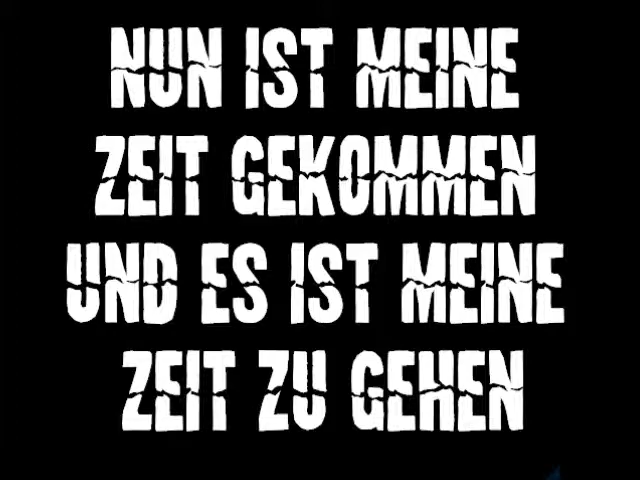 NUN IST MEINE
ZEIT GEKOMMEN
UND ES IST MEINE
ZEIT ZU GEHEN